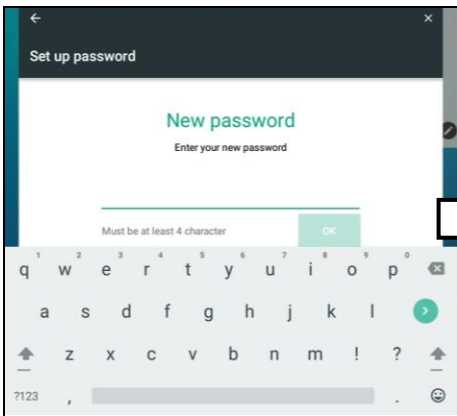 Set up password
New password
Enter your new password
Must be at least 4 character
OK
1 2 3 4 5 6 7 8 9 0
q w e r t y u i o p
a s d f g h j k l
z x c v b n m ! ?
?123 , .